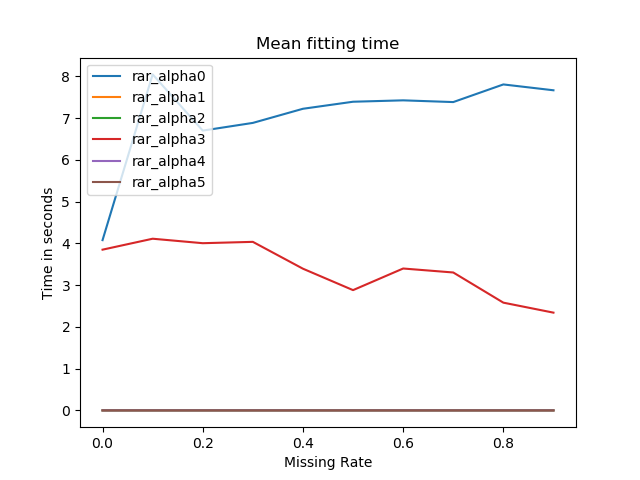 Mean fitting time
rar_alpha0
rar_alpha1
rar_alpha2
rar_alpha3
rar_alpha4
rar_alpha5
8
7
6
5
4
3
2
1
0
Time in seconds
0.0 0.2 0.4 0.6 0.8
Missing Rate